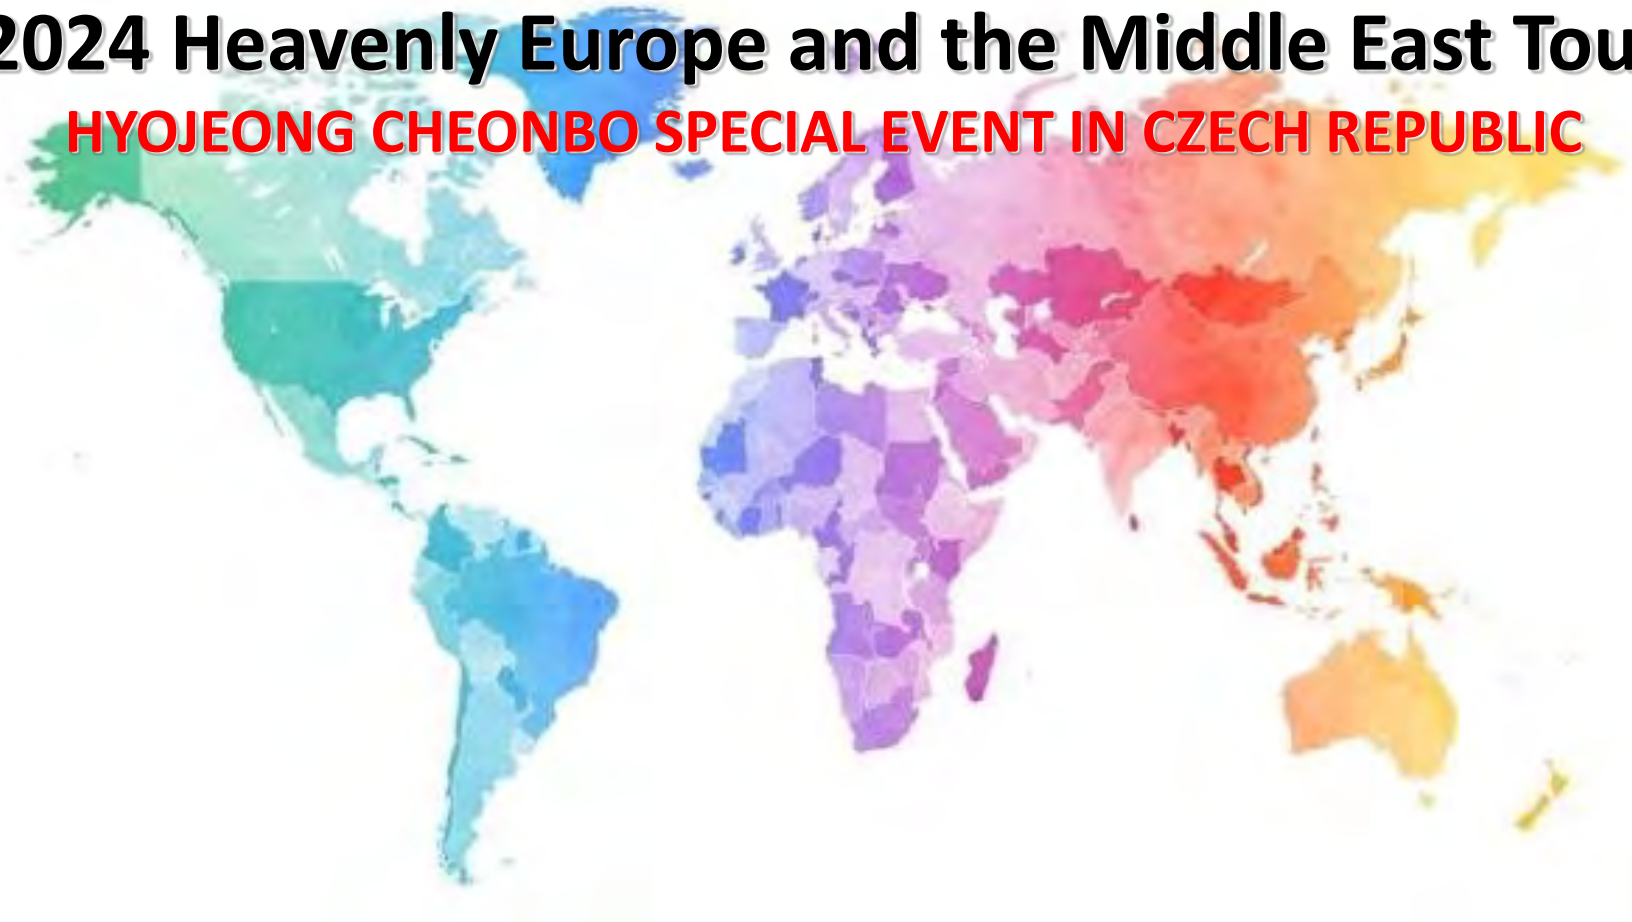 2024 Heavenly Europe and the Middle East Tou
HYOJEONG CHEONBO SPECIAL EVENT IN CZECH REPUBLIC